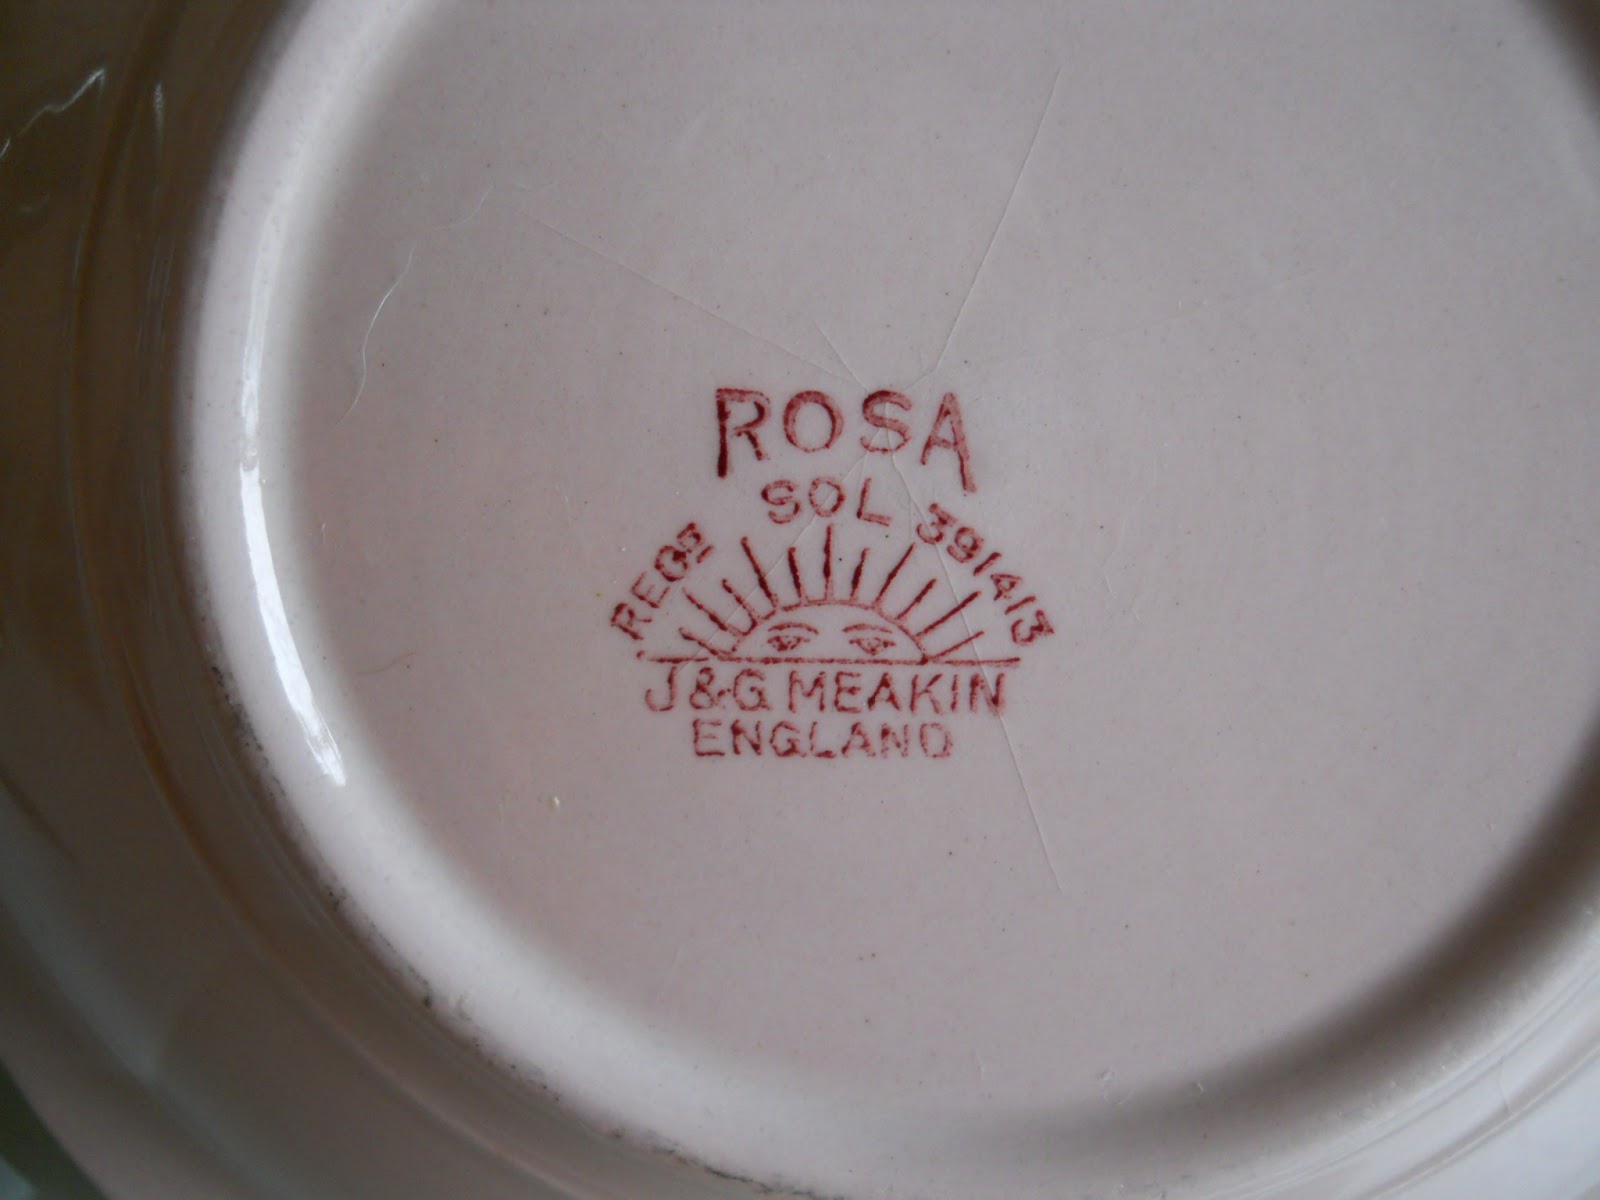 ROSA
SOL
REGD 391413
J&G MEAKIN
ENGLAND